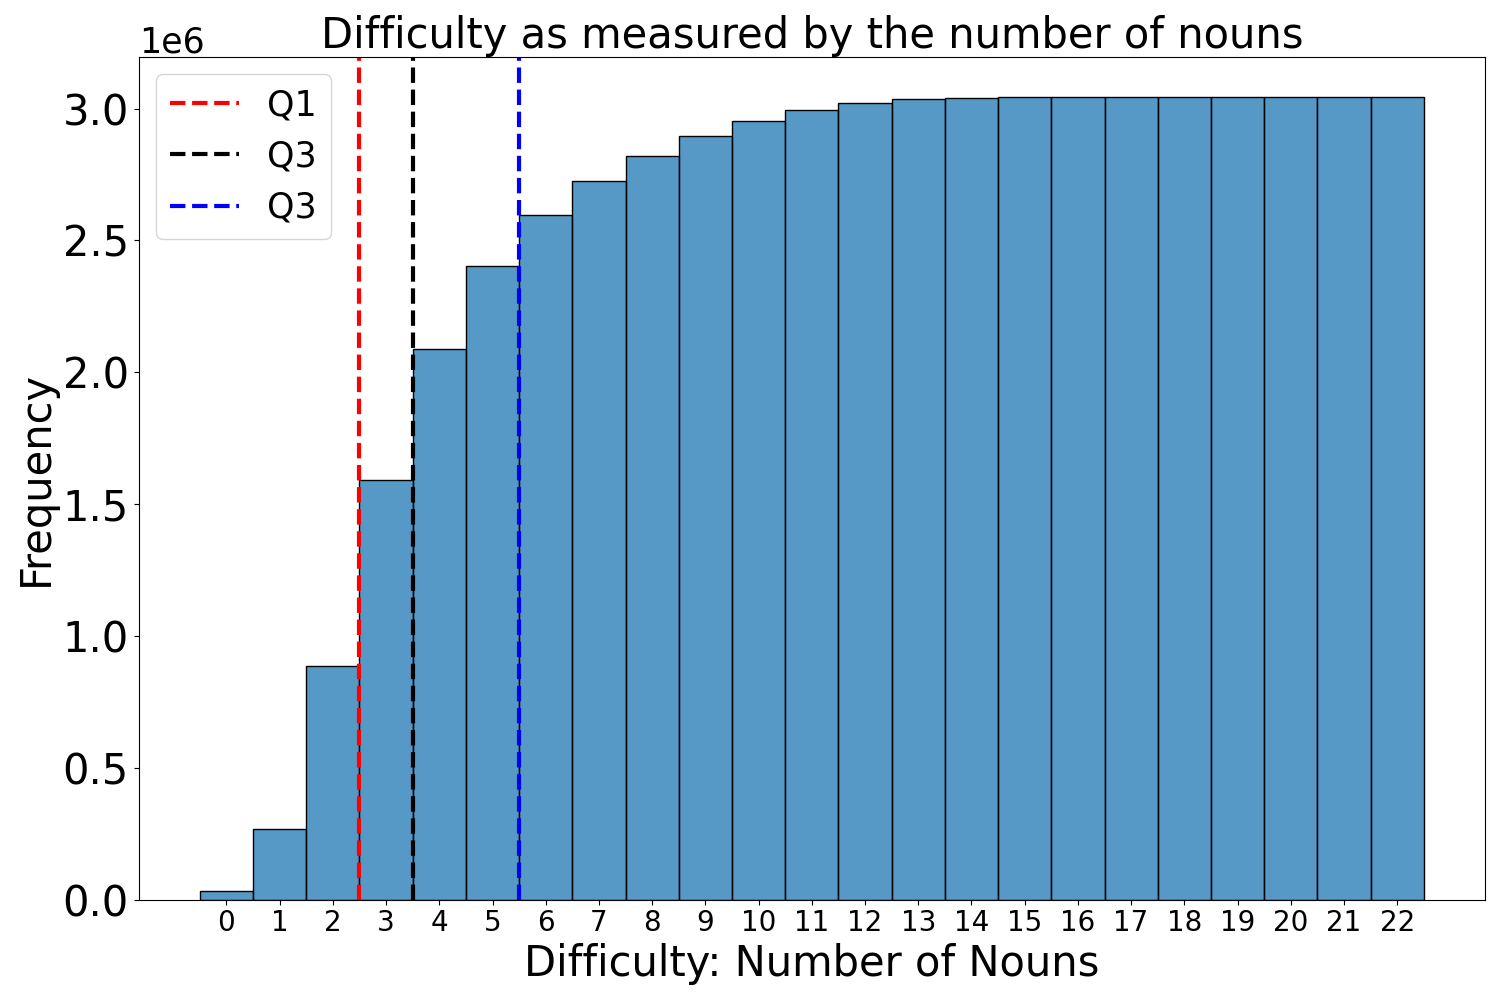 Difficulty as measured by the number of nouns
1e6
Q1
Q3
Q3
3.0
2.5
2.0
1.5
1.0
0.5
0.0
Frequency
0 1 2 3 4 5 6 7 8 9 10 11 12 13 14 15 16 17 18 19 20 21 22
Difficulty: Number of Nouns